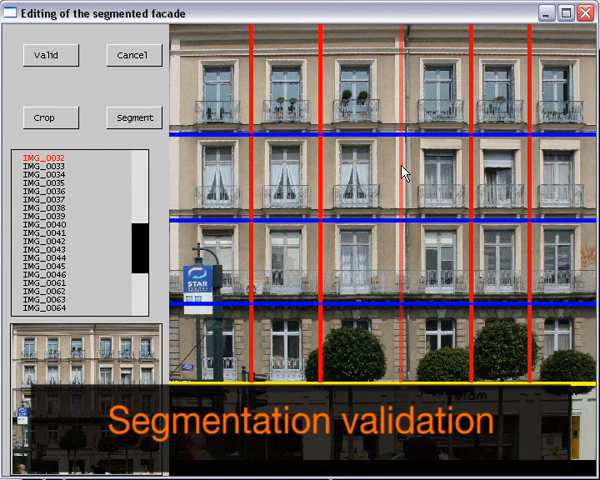 Editing of the segmented facade
Valid
Cancel
Crop
Segment
IMG_0032
IMG_0033
IMG_0034
IMG_0035
IMG_0036
IMG_0037
IMG_0038
IMG_0039
IMG_0040
IMG_0041
IMG_0042
IMG_0043
IMG_0044
IMG_0045
IMG_0046
IMG_0061
IMG_0062
IMG_0063
IMG_0064
STAR
Segmentation validation